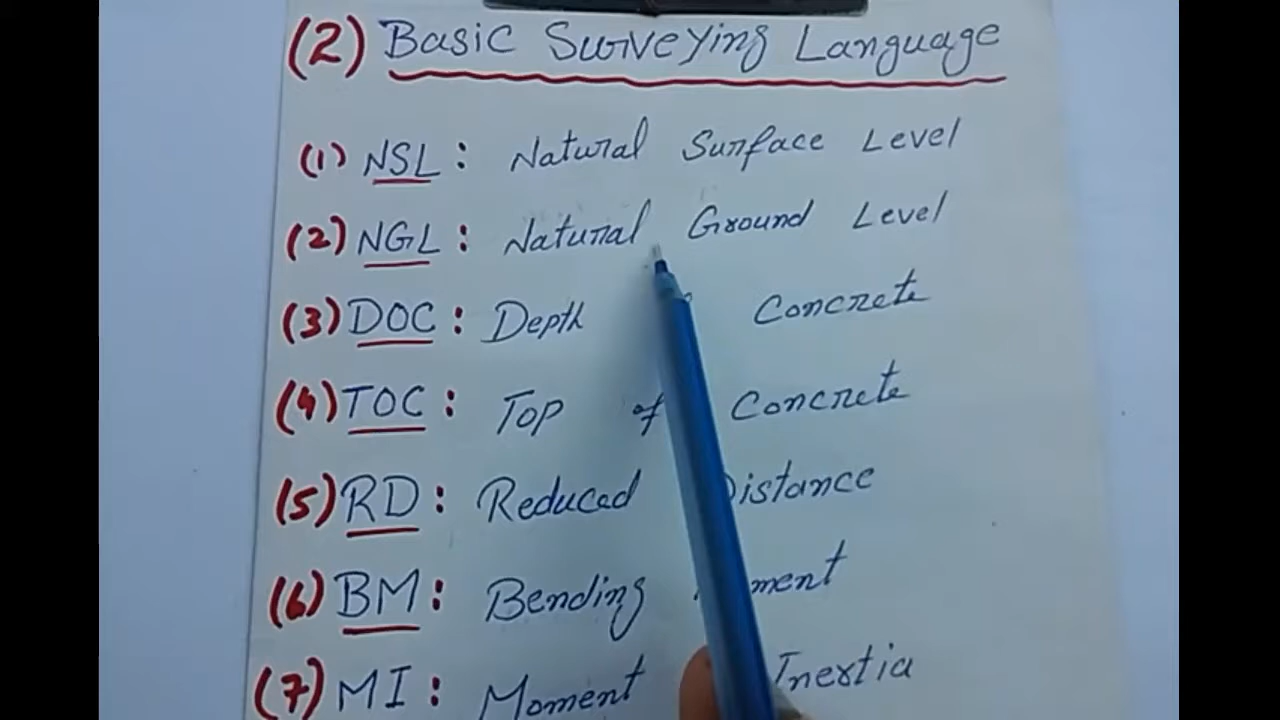 (2) Basic Surveying Language
(1) NSL : Natural Surface Level
(2) NGL : Natural Ground Level
(3) DOC : Depth Concrete
(4) TOC : Top of Concrete
(5) RD : Reduced Distance
(6) BM : Bending
(7) MI : Moment Inertia